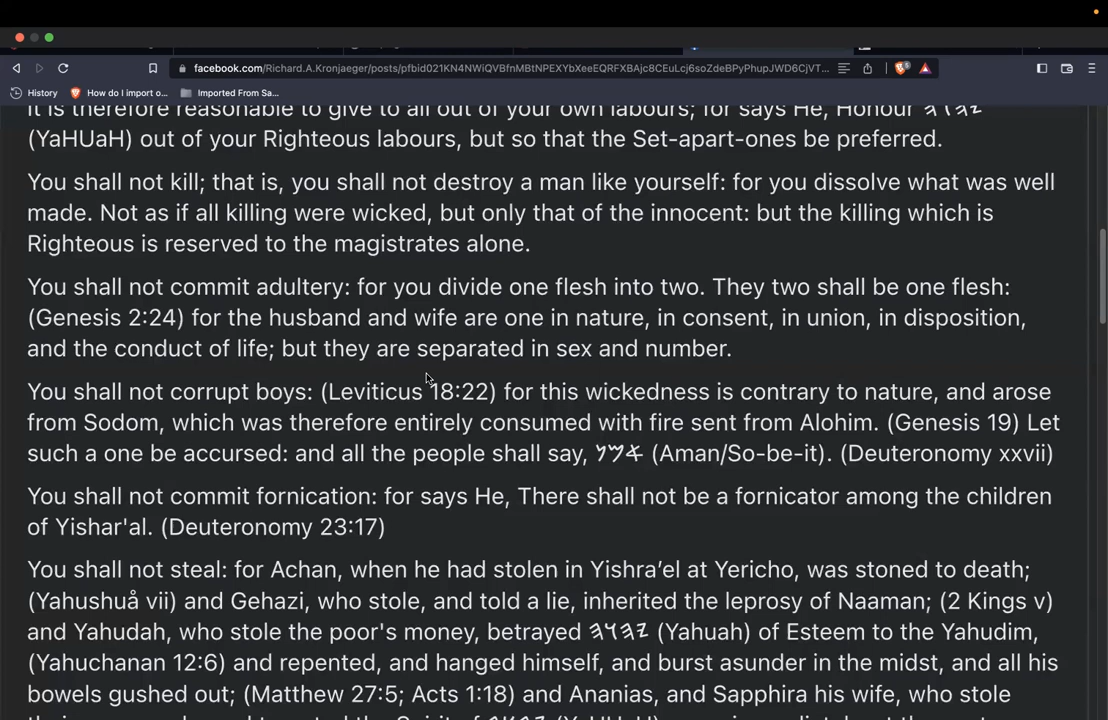 facebook.com/Richard.A.Kronjaeger/posts/pfbid021KN4NWiQVBfnMBtNPEXYbXeeEQRFXBAjc8CEuLcj6soZdeBPyPhupJWD6CjVT...
History How do I import o... Imported From Sa...
It is therefore reasonable to give to all out of your own labours; for says He, Honour 𐤉𐤄𐤅𐤄
(YaHUaH) out of your Righteous labours, but so that the Set-apart-ones be preferred.
You shall not kill; that is, you shall not destroy a man like yourself: for you dissolve what was well
made. Not as if all killing were wicked, but only that of the innocent: but the killing which is
Righteous is reserved to the magistrates alone.
You shall not commit adultery: for you divide one flesh into two. They two shall be one flesh:
(Genesis 2:24) for the husband and wife are one in nature, in consent, in union, in disposition,
and the conduct of life; but they are separated in sex and number.
You shall not corrupt boys: (Leviticus 18:22) for this wickedness is contrary to nature, and arose
from Sodom, which was therefore entirely consumed with fire sent from Alohim. (Genesis 19) Let
such a one be accursed: and all the people shall say, 𐤀𐤌𐤍 (Aman/So-be-it). (Deuteronomy xxvii)
You shall not commit fornication: for says He, There shall not be a fornicator among the children
of Yishar'al. (Deuteronomy 23:17)
You shall not steal: for Achan, when he had stolen in Yishra’el at Yericho, was stoned to death;
(Yahushuå vii) and Gehazi, who stole, and told a lie, inherited the leprosy of Naaman; (2 Kings v)
and Yahudah, who stole the poor's money, betrayed 𐤉𐤄𐤅𐤄 (Yahuah) of Esteem to the Yahudim,
(Yahuchanan 12:6) and repented, and hanged himself, and burst asunder in the midst, and all his
bowels gushed out; (Matthew 27:5; Acts 1:18) and Ananias, and Sapphira his wife, who stole